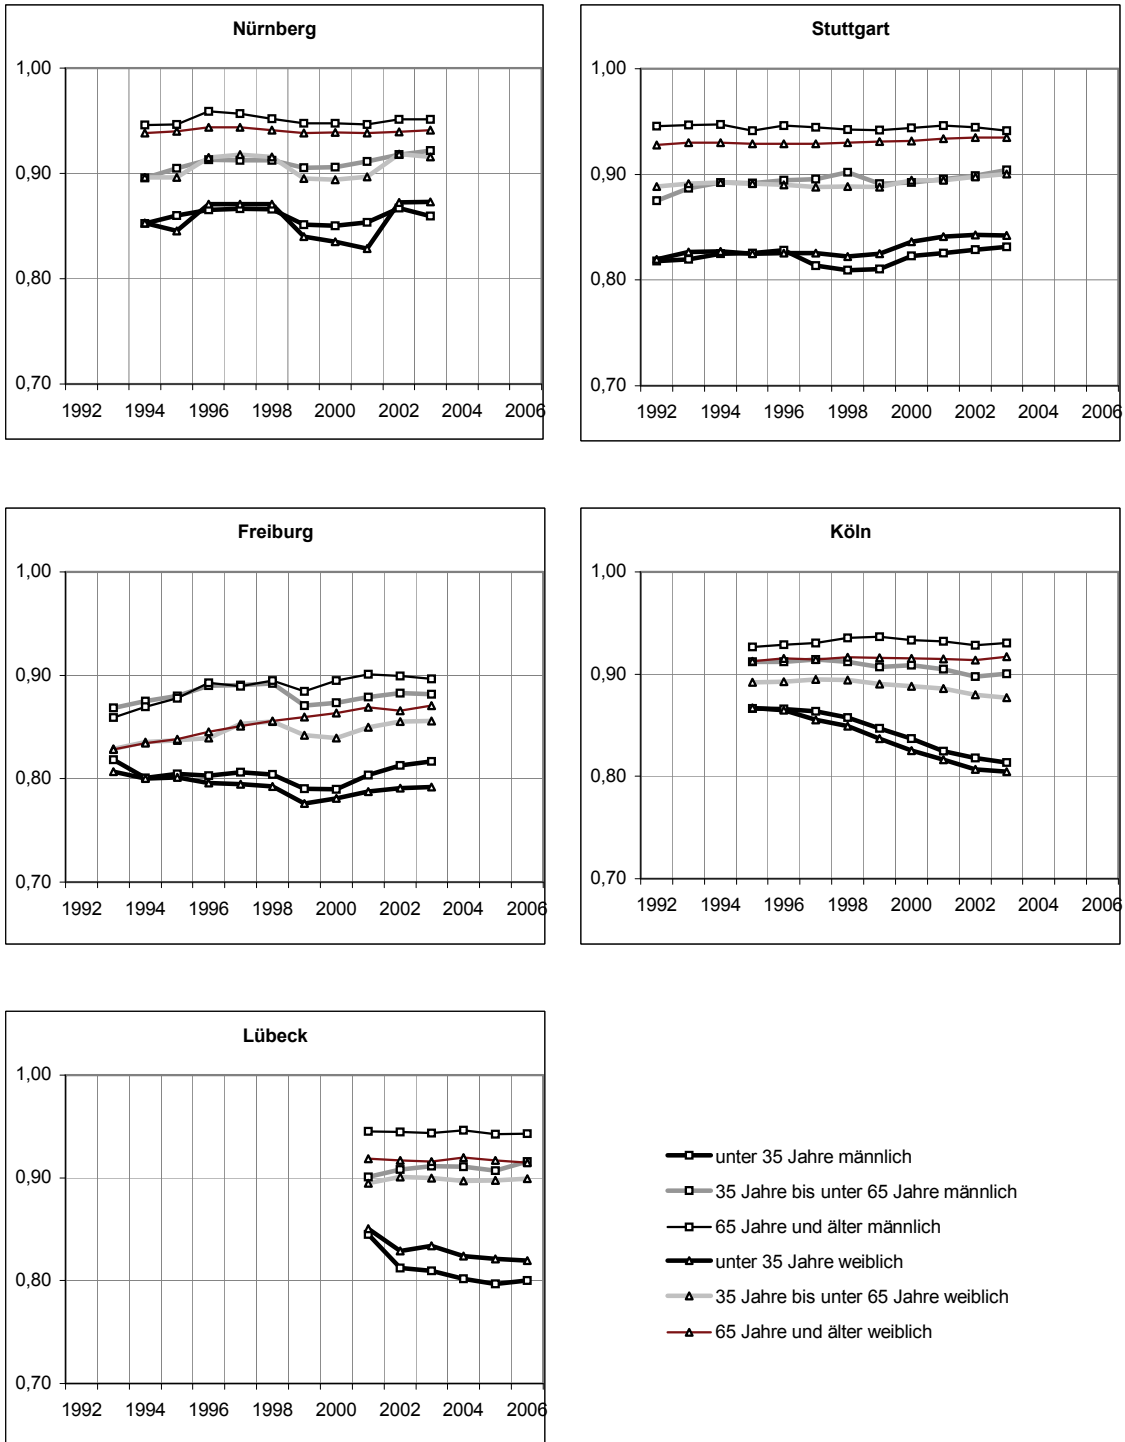 Nürnberg
1,00
0,90
0,80
0,70
1992 1994 1996 1998 2000 2002 2004 2006
Stuttgart
1,00
0,90
0,80
0,70
1992 1994 1996 1998 2000 2002 2004 2006
Freiburg
1,00
0,90
0,80
0,70
1992 1994 1996 1998 2000 2002 2004 2006
Köln
1,00
0,90
0,80
0,70
1992 1994 1996 1998 2000 2002 2004 2006
Lübeck
1,00
0,90
0,80
0,70
1992 1994 1996 1998 2000 2002 2004 2006
unter 35 Jahre männlich
35 Jahre bis unter 65 Jahre männlich
65 Jahre und älter männlich
unter 35 Jahre weiblich
35 Jahre bis unter 65 Jahre weiblich
65 Jahre und älter weiblich